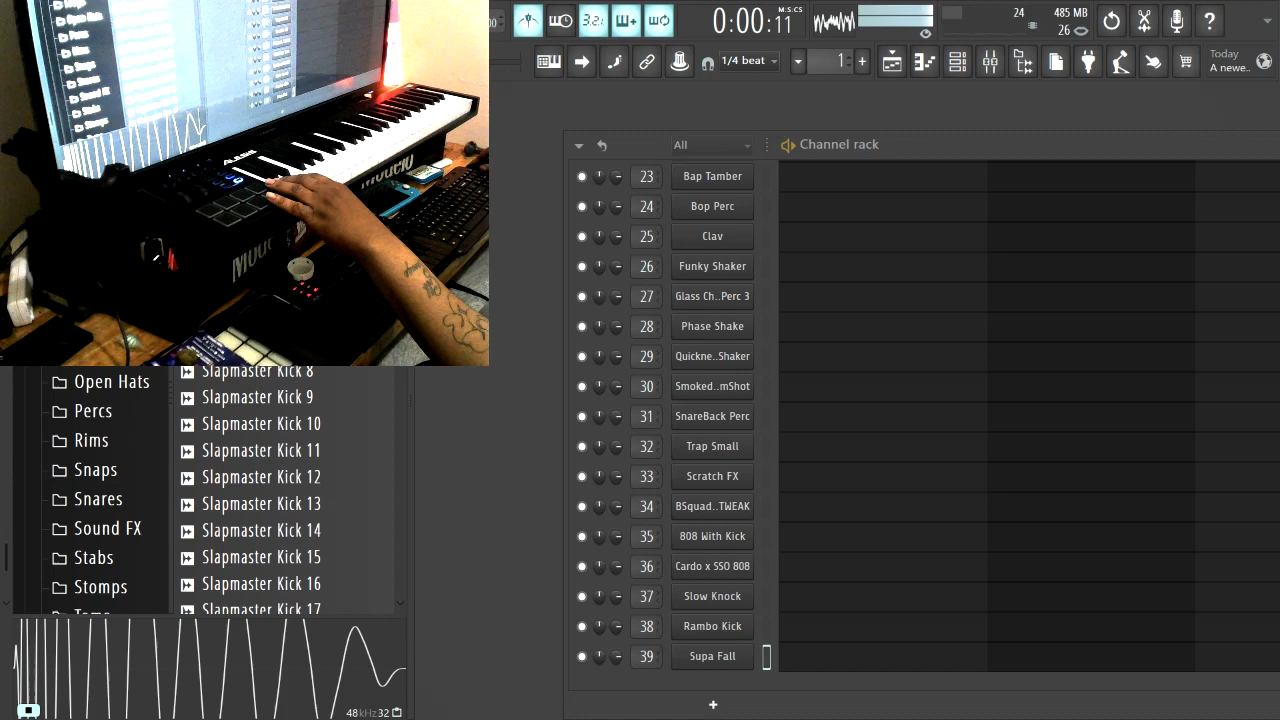 0:00:11
M:S:CS
24
485 MB
26
1/4 beat
1
Today
A newe..
All
Channel rack
23 Bap Tamber
24 Bop Perc
25 Clav
26 Funky Shaker
27 Glass Ch..Perc 3
28 Phase Shake
29 Quickne..Shaker
30 Smoked..mShot
31 SnareBack Perc
32 Trap Small
33 Scratch FX
34 BSquad..TWEAK
35 808 With Kick
36 Cardo x SSO 808
37 Slow Knock
38 Rambo Kick
39 Supa Fall
Open Hats
Percs
Rims
Snaps
Snares
Sound FX
Stabs
Stomps
Slapmaster Kick 8
Slapmaster Kick 9
Slapmaster Kick 10
Slapmaster Kick 11
Slapmaster Kick 12
Slapmaster Kick 13
Slapmaster Kick 14
Slapmaster Kick 15
Slapmaster Kick 16
Slapmaster Kick 17
48kHz 32